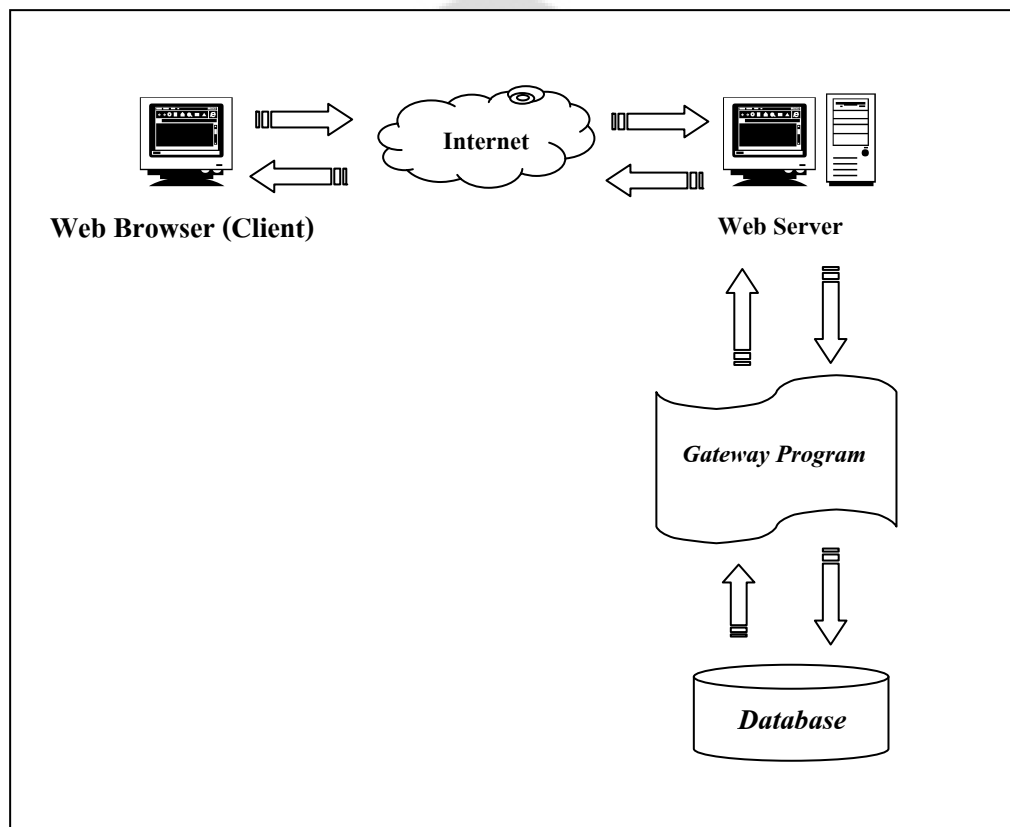 Internet
Web Browser (Client)
Web Server
Gateway Program
Database